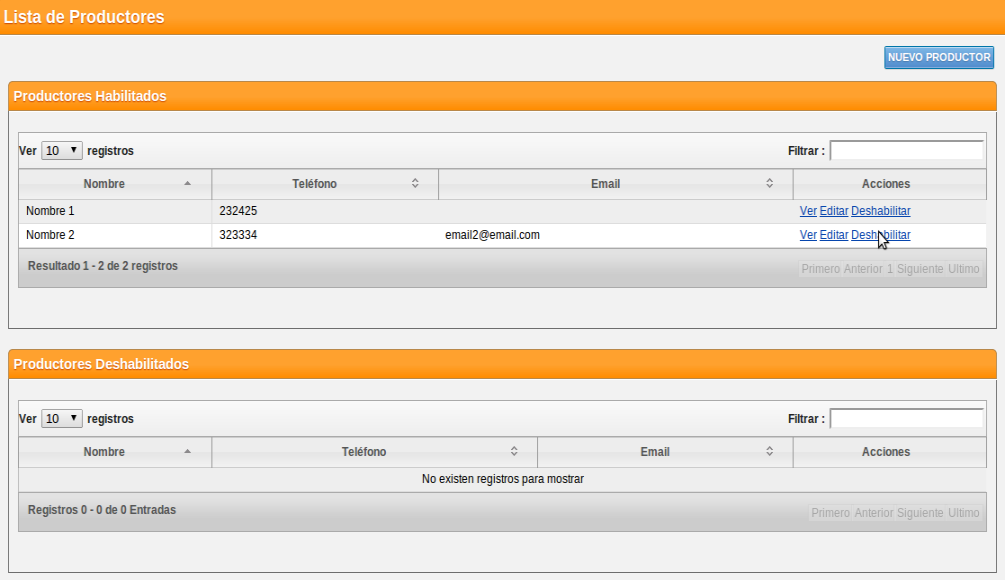 Lista de Productores
NUEVO PRODUCTOR
Productores Habilitados
Ver 10 registros Filtrar :
Nombre Teléfono Email Acciones
Nombre 1 232425 Ver Editar Deshabilitar
Nombre 2 323334 email2@email.com Ver Editar Deshabilitar
Resultado 1 - 2 de 2 registros Primero Anterior 1 Siguiente Ultimo
Productores Deshabilitados
Ver 10 registros Filtrar :
Nombre Teléfono Email Acciones
No existen registros para mostrar
Registros 0 - 0 de 0 Entradas Primero Anterior Siguiente Ultimo